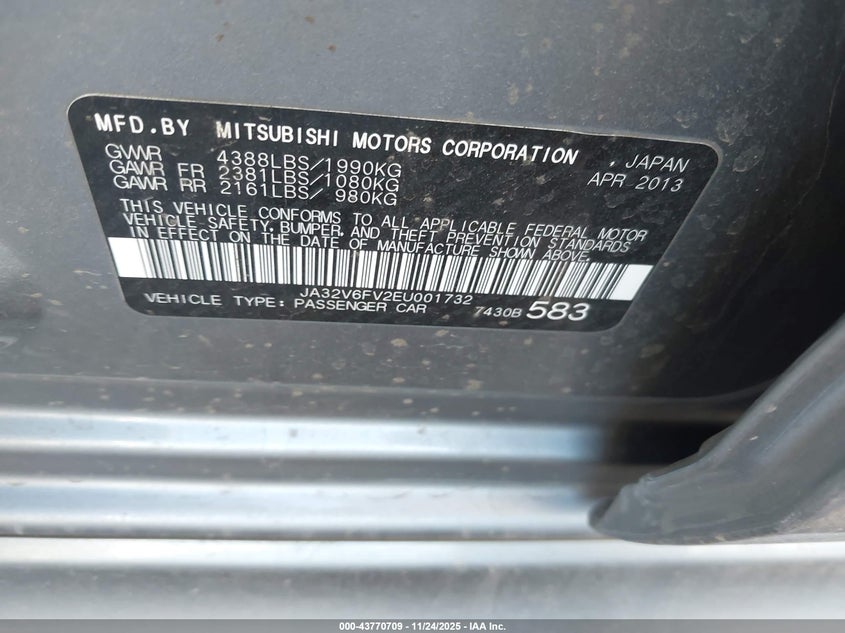 MFD.BY MITSUBISHI MOTORS CORPORATION , JAPAN
GVWR 4388LBS/1990KG APR 2013
GAWR FR 2381LBS/1080KG
GAWR RR 2161LBS/ 980KG
THIS VEHICLE CONFORMS TO ALL APPLICABLE FEDERAL MOTOR
VEHICLE SAFETY, BUMPER, AND THEFT PREVENTION STANDARDS
IN EFFECT ON THE DATE OF MANUFACTURE SHOWN ABOVE.
JA32V6FV2EU001732
VEHICLE TYPE: PASSENGER CAR 7430B 583
000-43770709 - 11/24/2025 - IAA Inc.